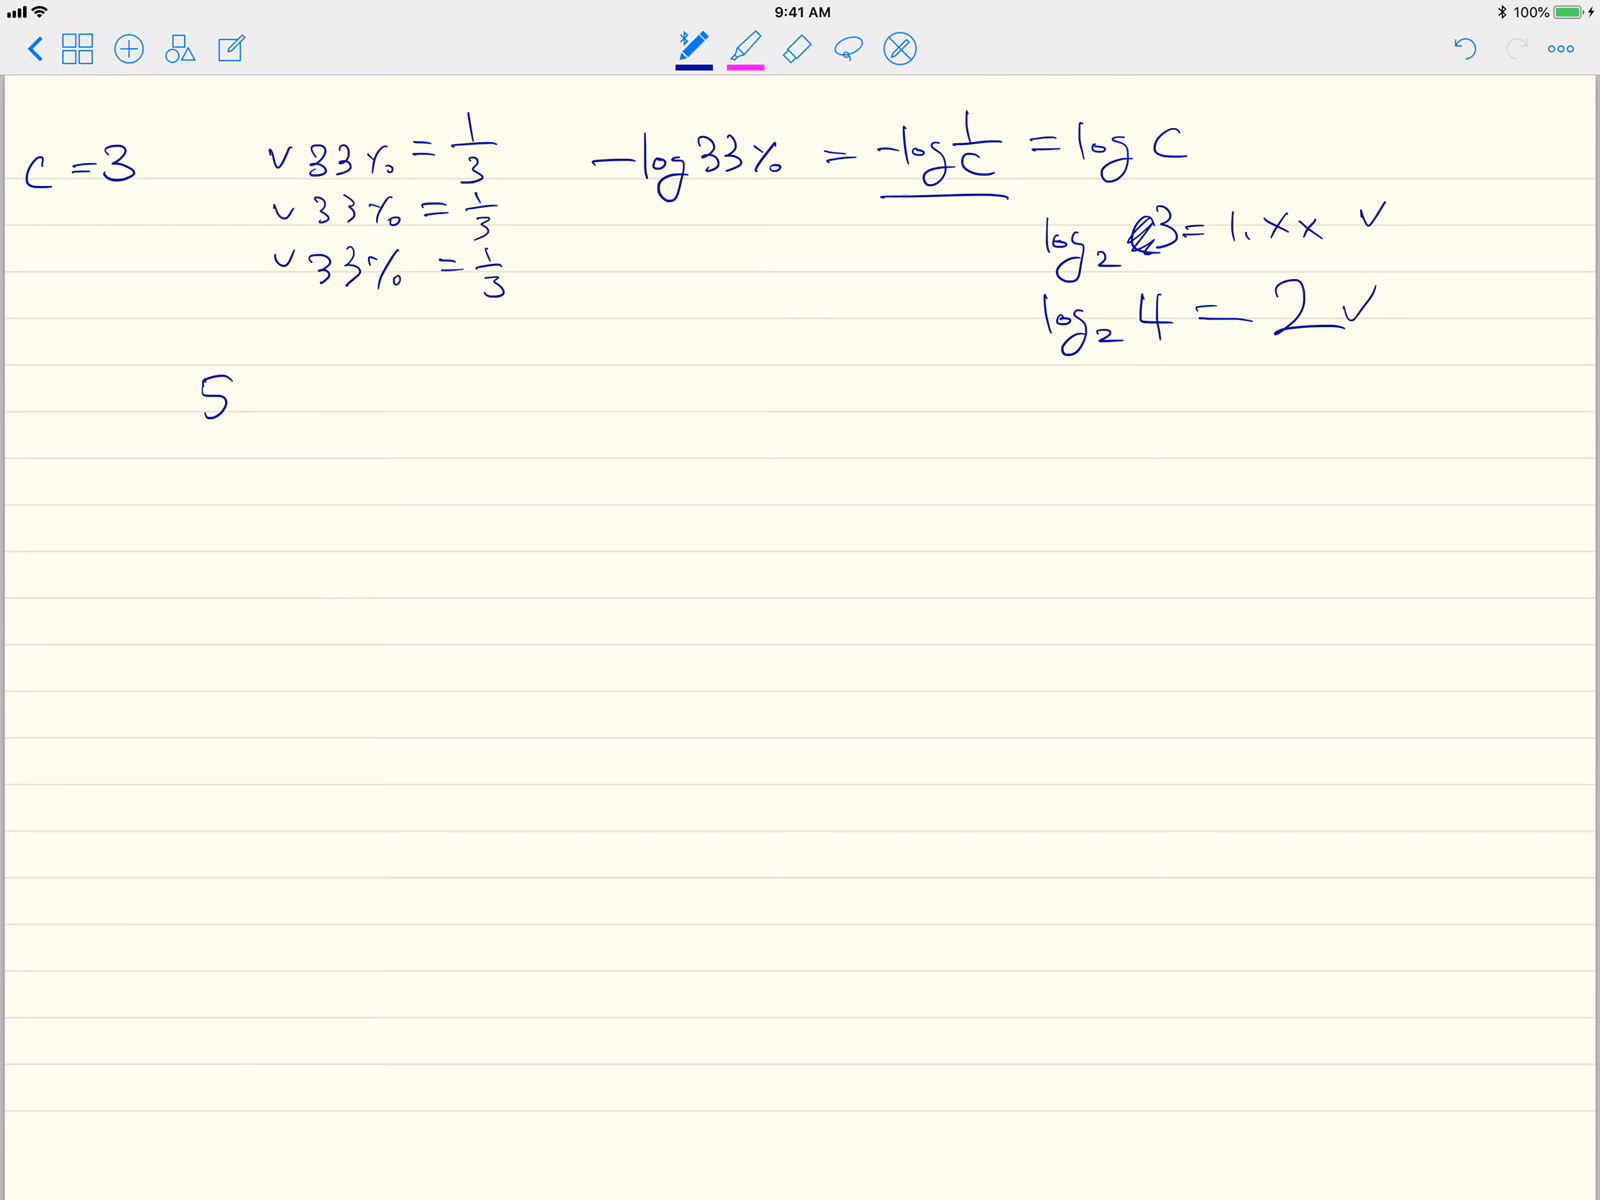 9:41 AM
100%
c = 3
v 33% = 1/3
v 33% = 1/3
v 33% = 1/3
-log 33% = -log 1/c = log C
log₂ 3 = 1.xx ✓
log₂ 4 = 2 ✓
5